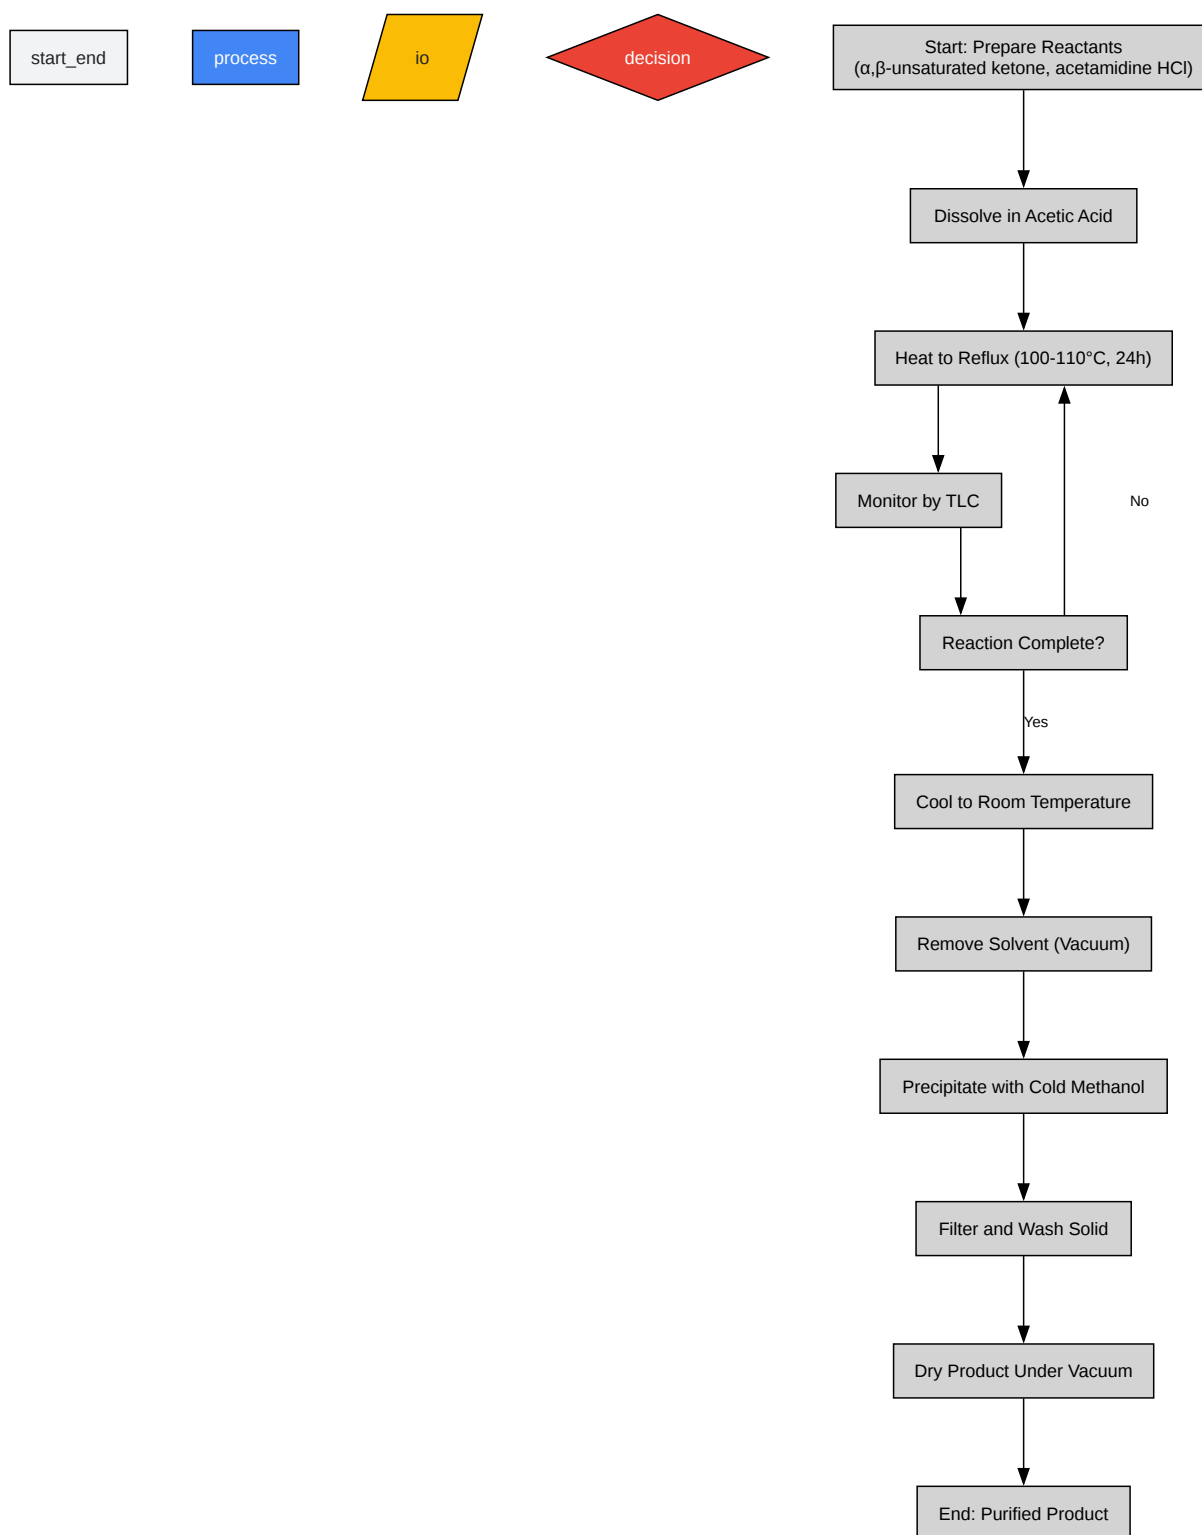 start_end
process
io
decision
Start: Prepare Reactants
(α,β-unsaturated ketone, acetamidine HCl)
Dissolve in Acetic Acid
Heat to Reflux (100-110°C, 24h)
Monitor by TLC
No
Reaction Complete?
Yes
Cool to Room Temperature
Remove Solvent (Vacuum)
Precipitate with Cold Methanol
Filter and Wash Solid
Dry Product Under Vacuum
End: Purified Product